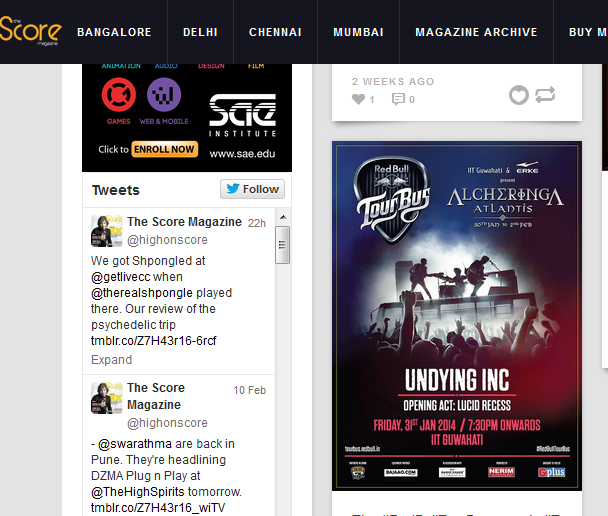 the
Score
magazine
BANGALORE
DELHI
CHENNAI
MUMBAI
MAGAZINE ARCHIVE
BUY M
ANIMATION AUDIO DESIGN FILM
GAMES WEB & MOBILE
SAE
INSTITUTE
Click to ENROLL NOW
www.sae.edu
Tweets
Follow
The Score Magazine 22h
@highonscore
We got Shpongled at
@getlivecc when
@therealshpongle played
there. Our review of the
psychedelic trip
tmblr.co/Z7H43r16-6rcf
Expand
The Score
Magazine
10 Feb
@highonscore
- @swarathma are back in
Pune. They're headlining
DZMA Plug n Play at
@TheHighSpirits tomorrow.
tmblr.co/Z7H43r16_wiTV
2 WEEKS AGO
1 0
Red Bull
TourBus
IIT Guwahati & ERKE
present
ALCHERINGA
ATLANTIS
30TH JAN TO 2ND FEB
UNDYING INC
OPENING ACT: LUCID RECESS
FRIDAY, 31ST JAN 2014 / 7:30PM ONWARDS
IIT GUWAHATI
tourbus.redbull.in
#RedBullTourBus
BAJAAO.COM
NERIM
Gplus